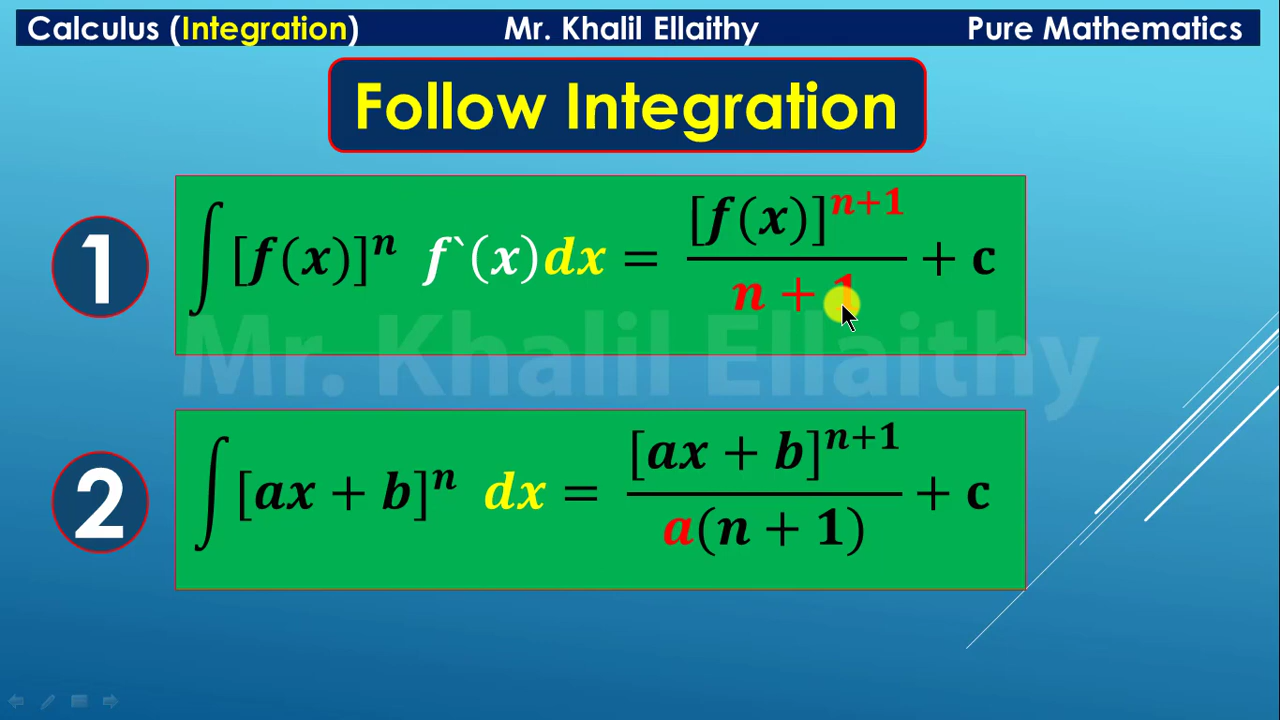 Calculus (Integration) Mr. Khalil Ellaithy Pure Mathematics
Follow Integration
1
∫ [f(x)]ⁿ f`(x)dx = [f(x)]ⁿ⁺¹ / n + 1 + c
Mr. Khalil Ellaithy
2
∫ [ax + b]ⁿ dx = [ax + b]ⁿ⁺¹ / a(n + 1) + c